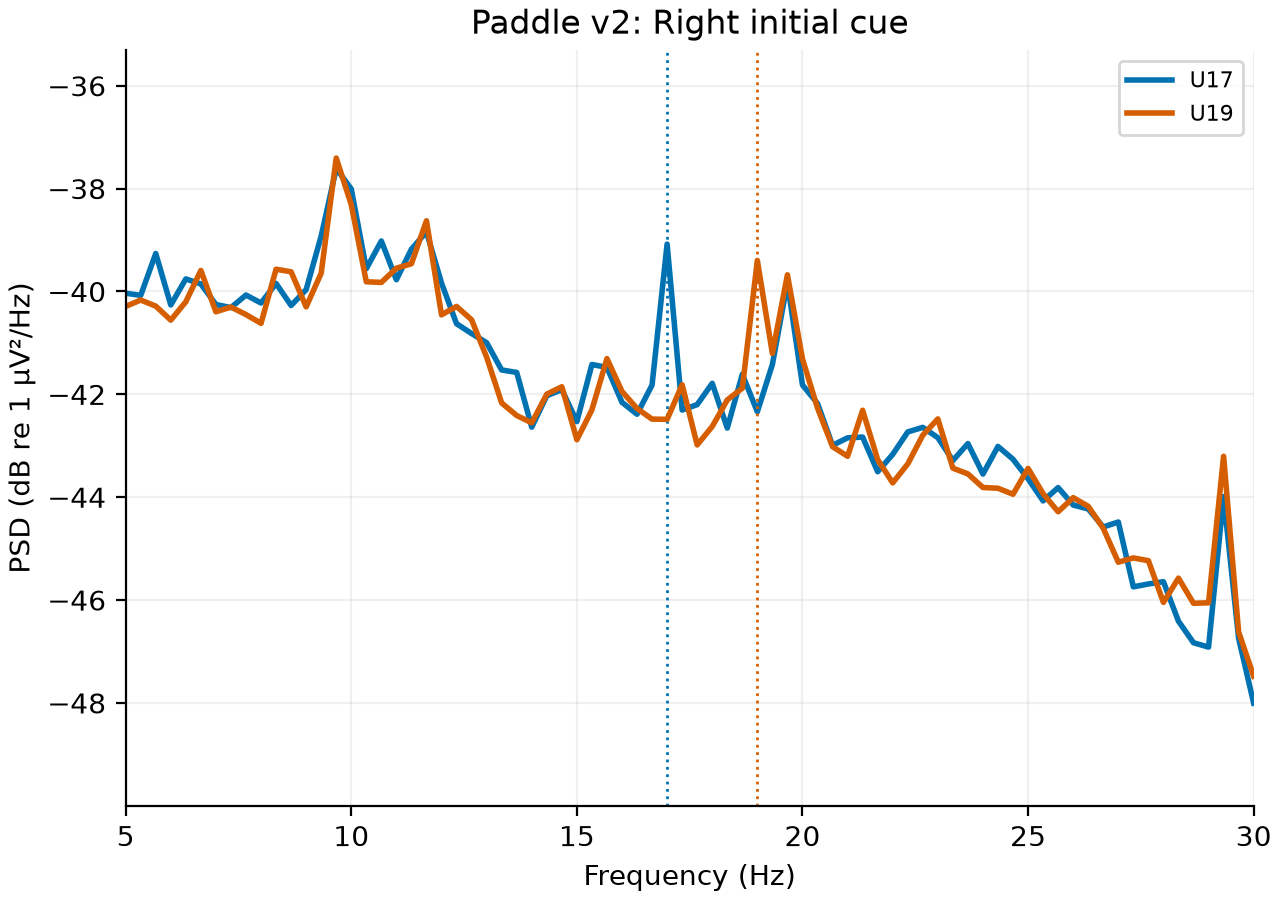 Paddle v2: Right initial cue
U17
U19
PSD (dB re 1 µV²/Hz)
−36
−38
−40
−42
−44
−46
−48
5 10 15 20 25 30
Frequency (Hz)